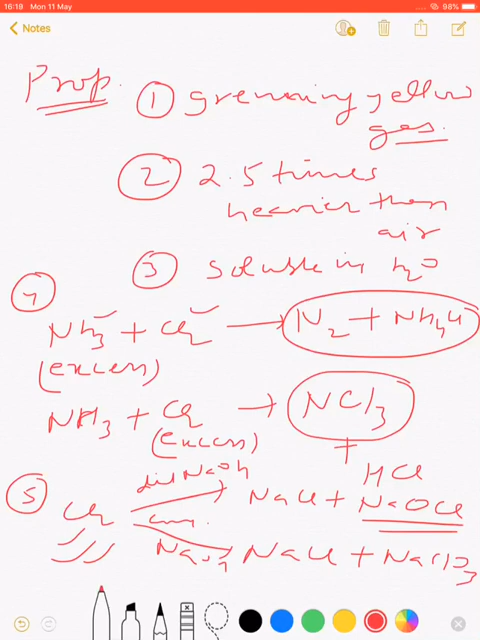 16:19 Mon 11 May 98%
Notes
Prop. ① greenning yellow
gas.
② 2.5 times
heavier than
air
③ soluble in H2O
④
NH3 + Cl2 → N2 + NH4Cl
(excess)
NH3 + Cl2 → NCl3
(excess) +
HCl
⑤ Cl2 dil NaOH → NaCl + NaOCl
conc.
NaOH → NaCl + NaClO3